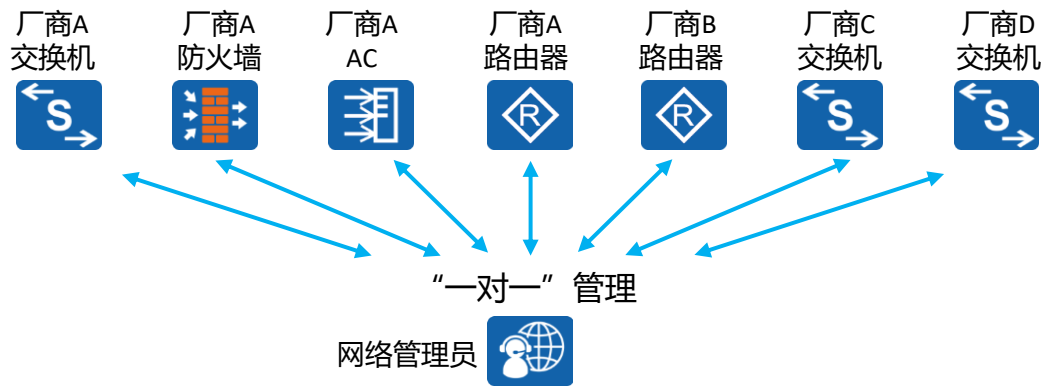 厂商A
交换机
厂商A
防火墙
厂商A
AC
厂商A
路由器
厂商B
路由器
厂商C
交换机
厂商D
交换机
S
R
R
S
S
“一对一”管理
网络管理员